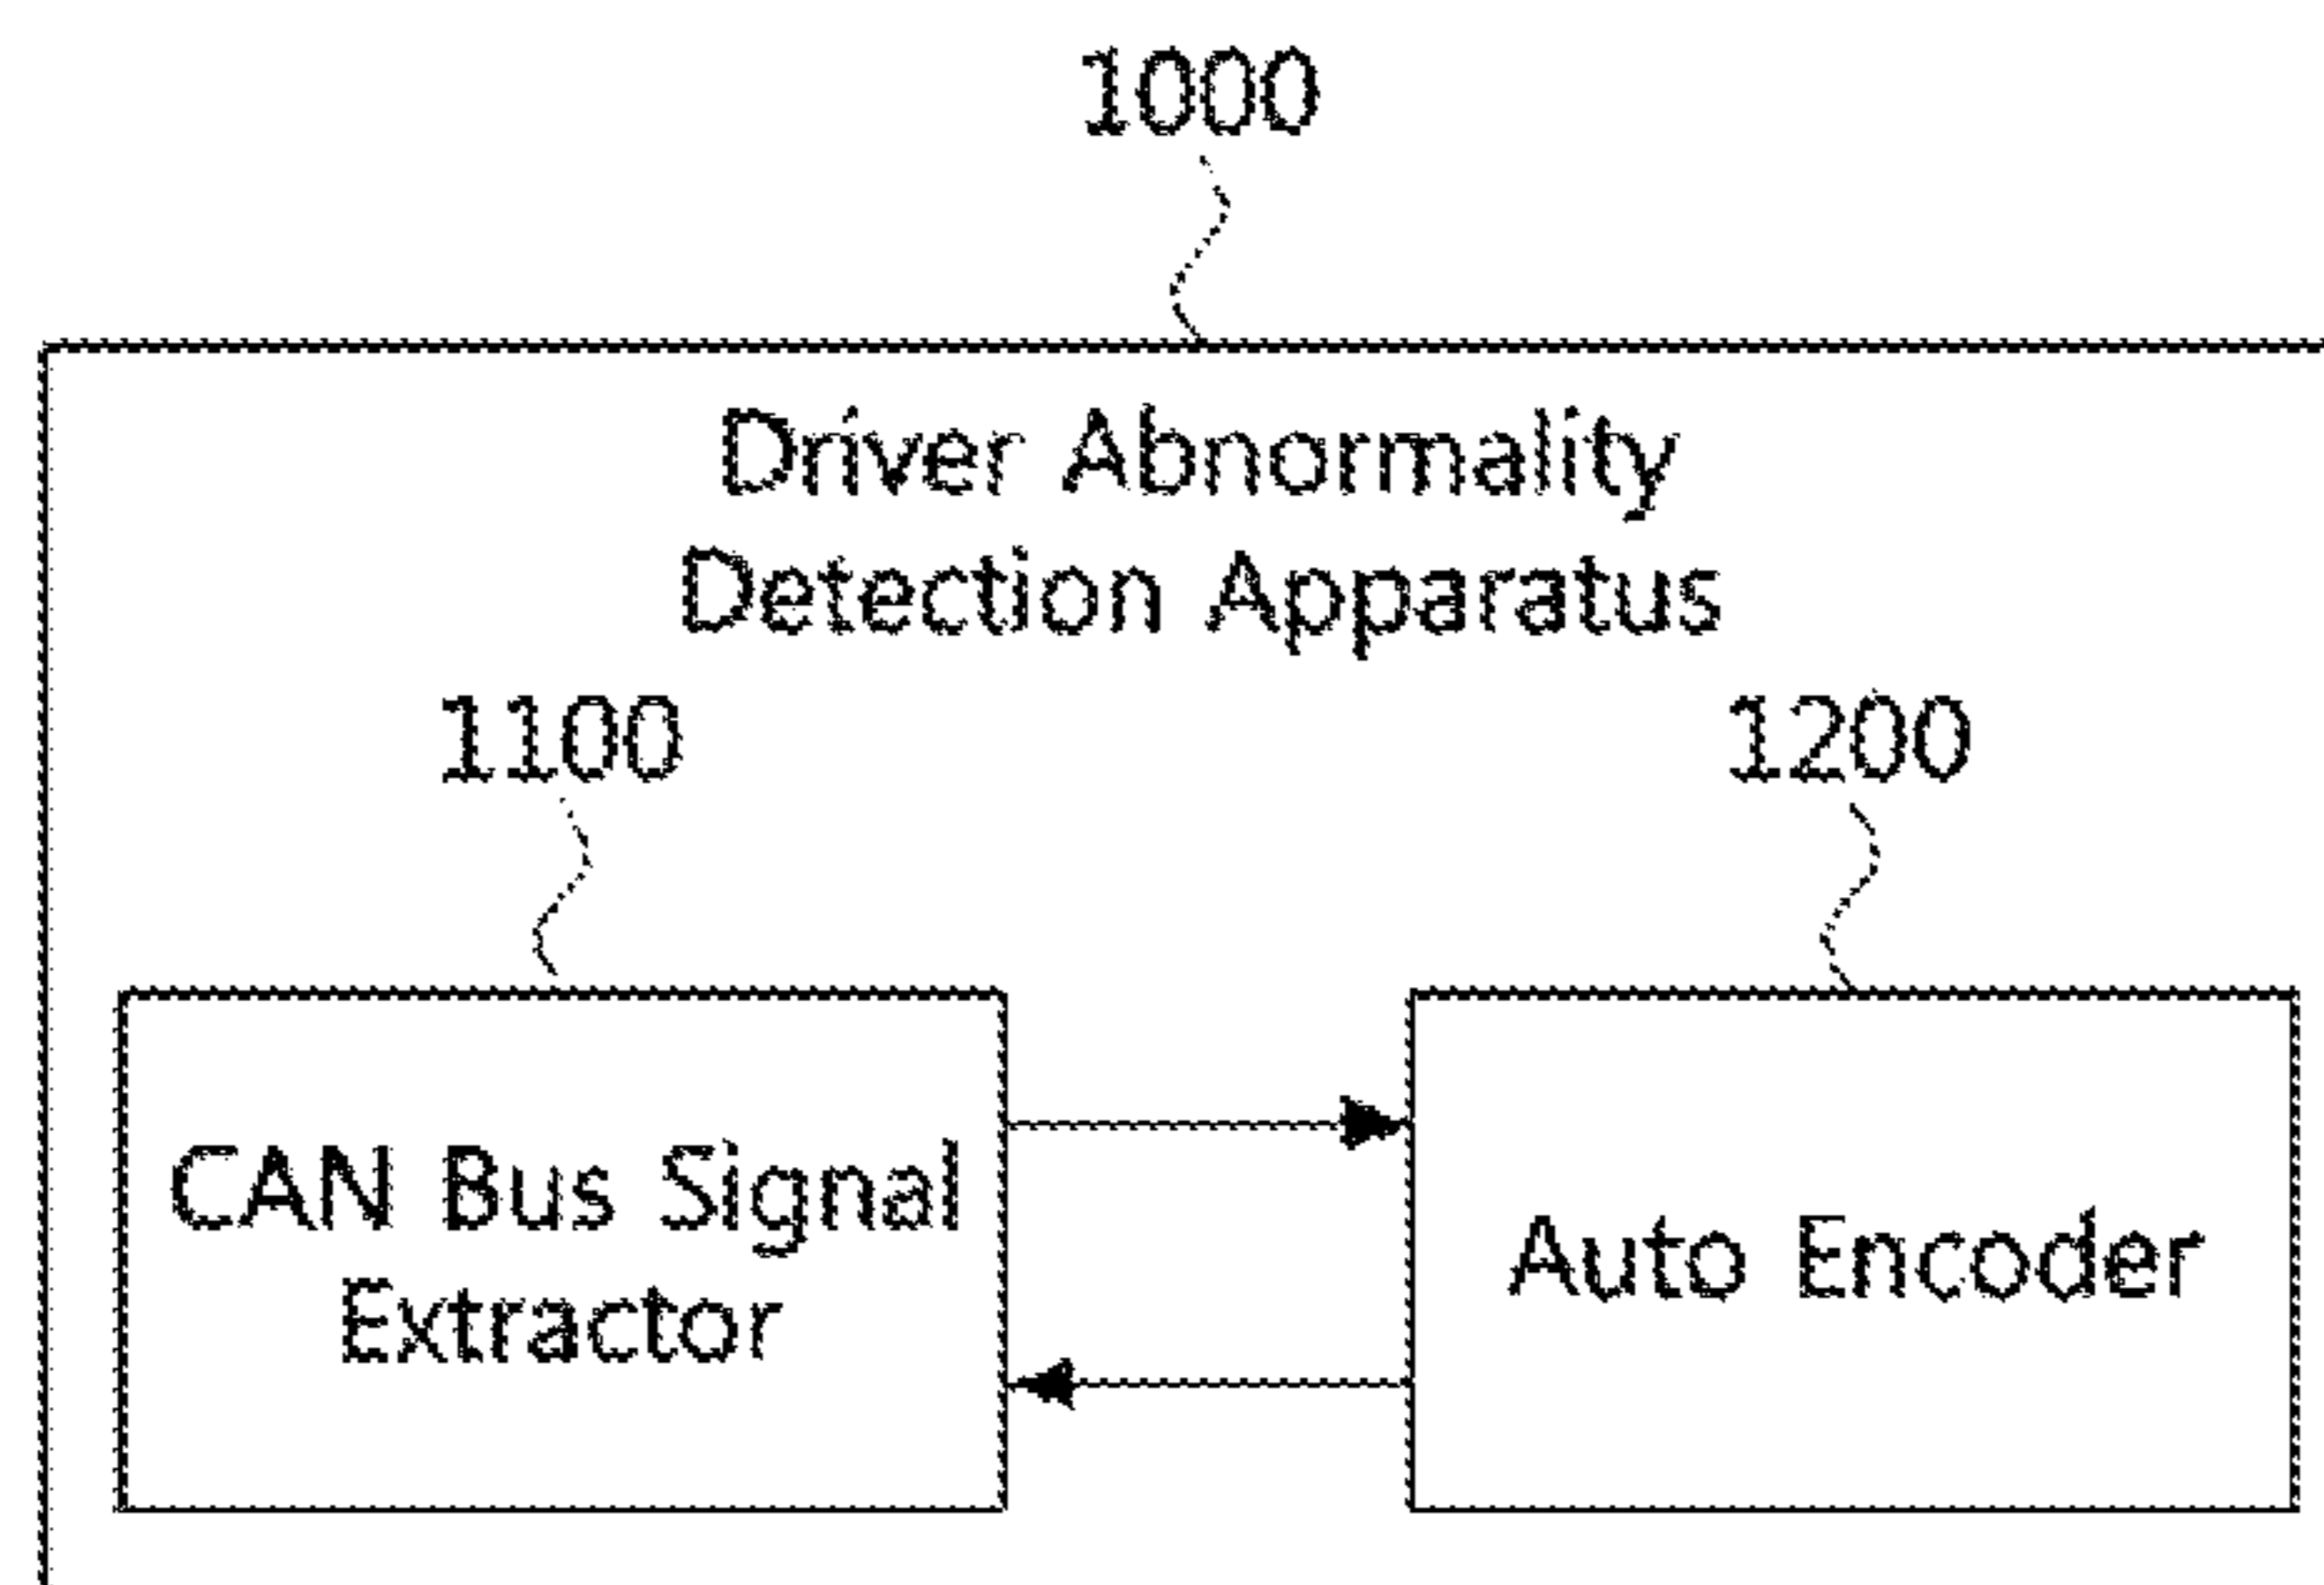 1000
Driver Abnormality
Detection Apparatus
1100
1200
CAN Bus Signal
Extractor
Auto Encoder